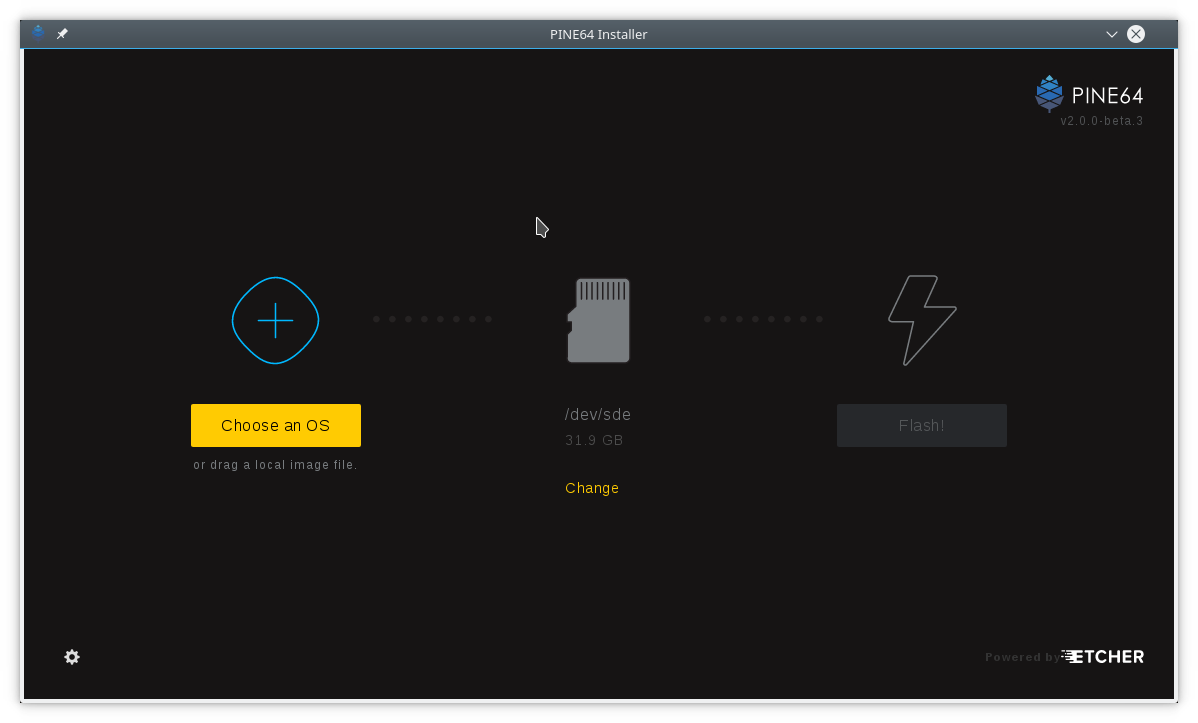 PINE64 Installer
PINE64
v2.0.0-beta.3
Choose an OS
or drag a local image file.
/dev/sde
31.9 GB
Change
Flash!
Powered by ETCHER